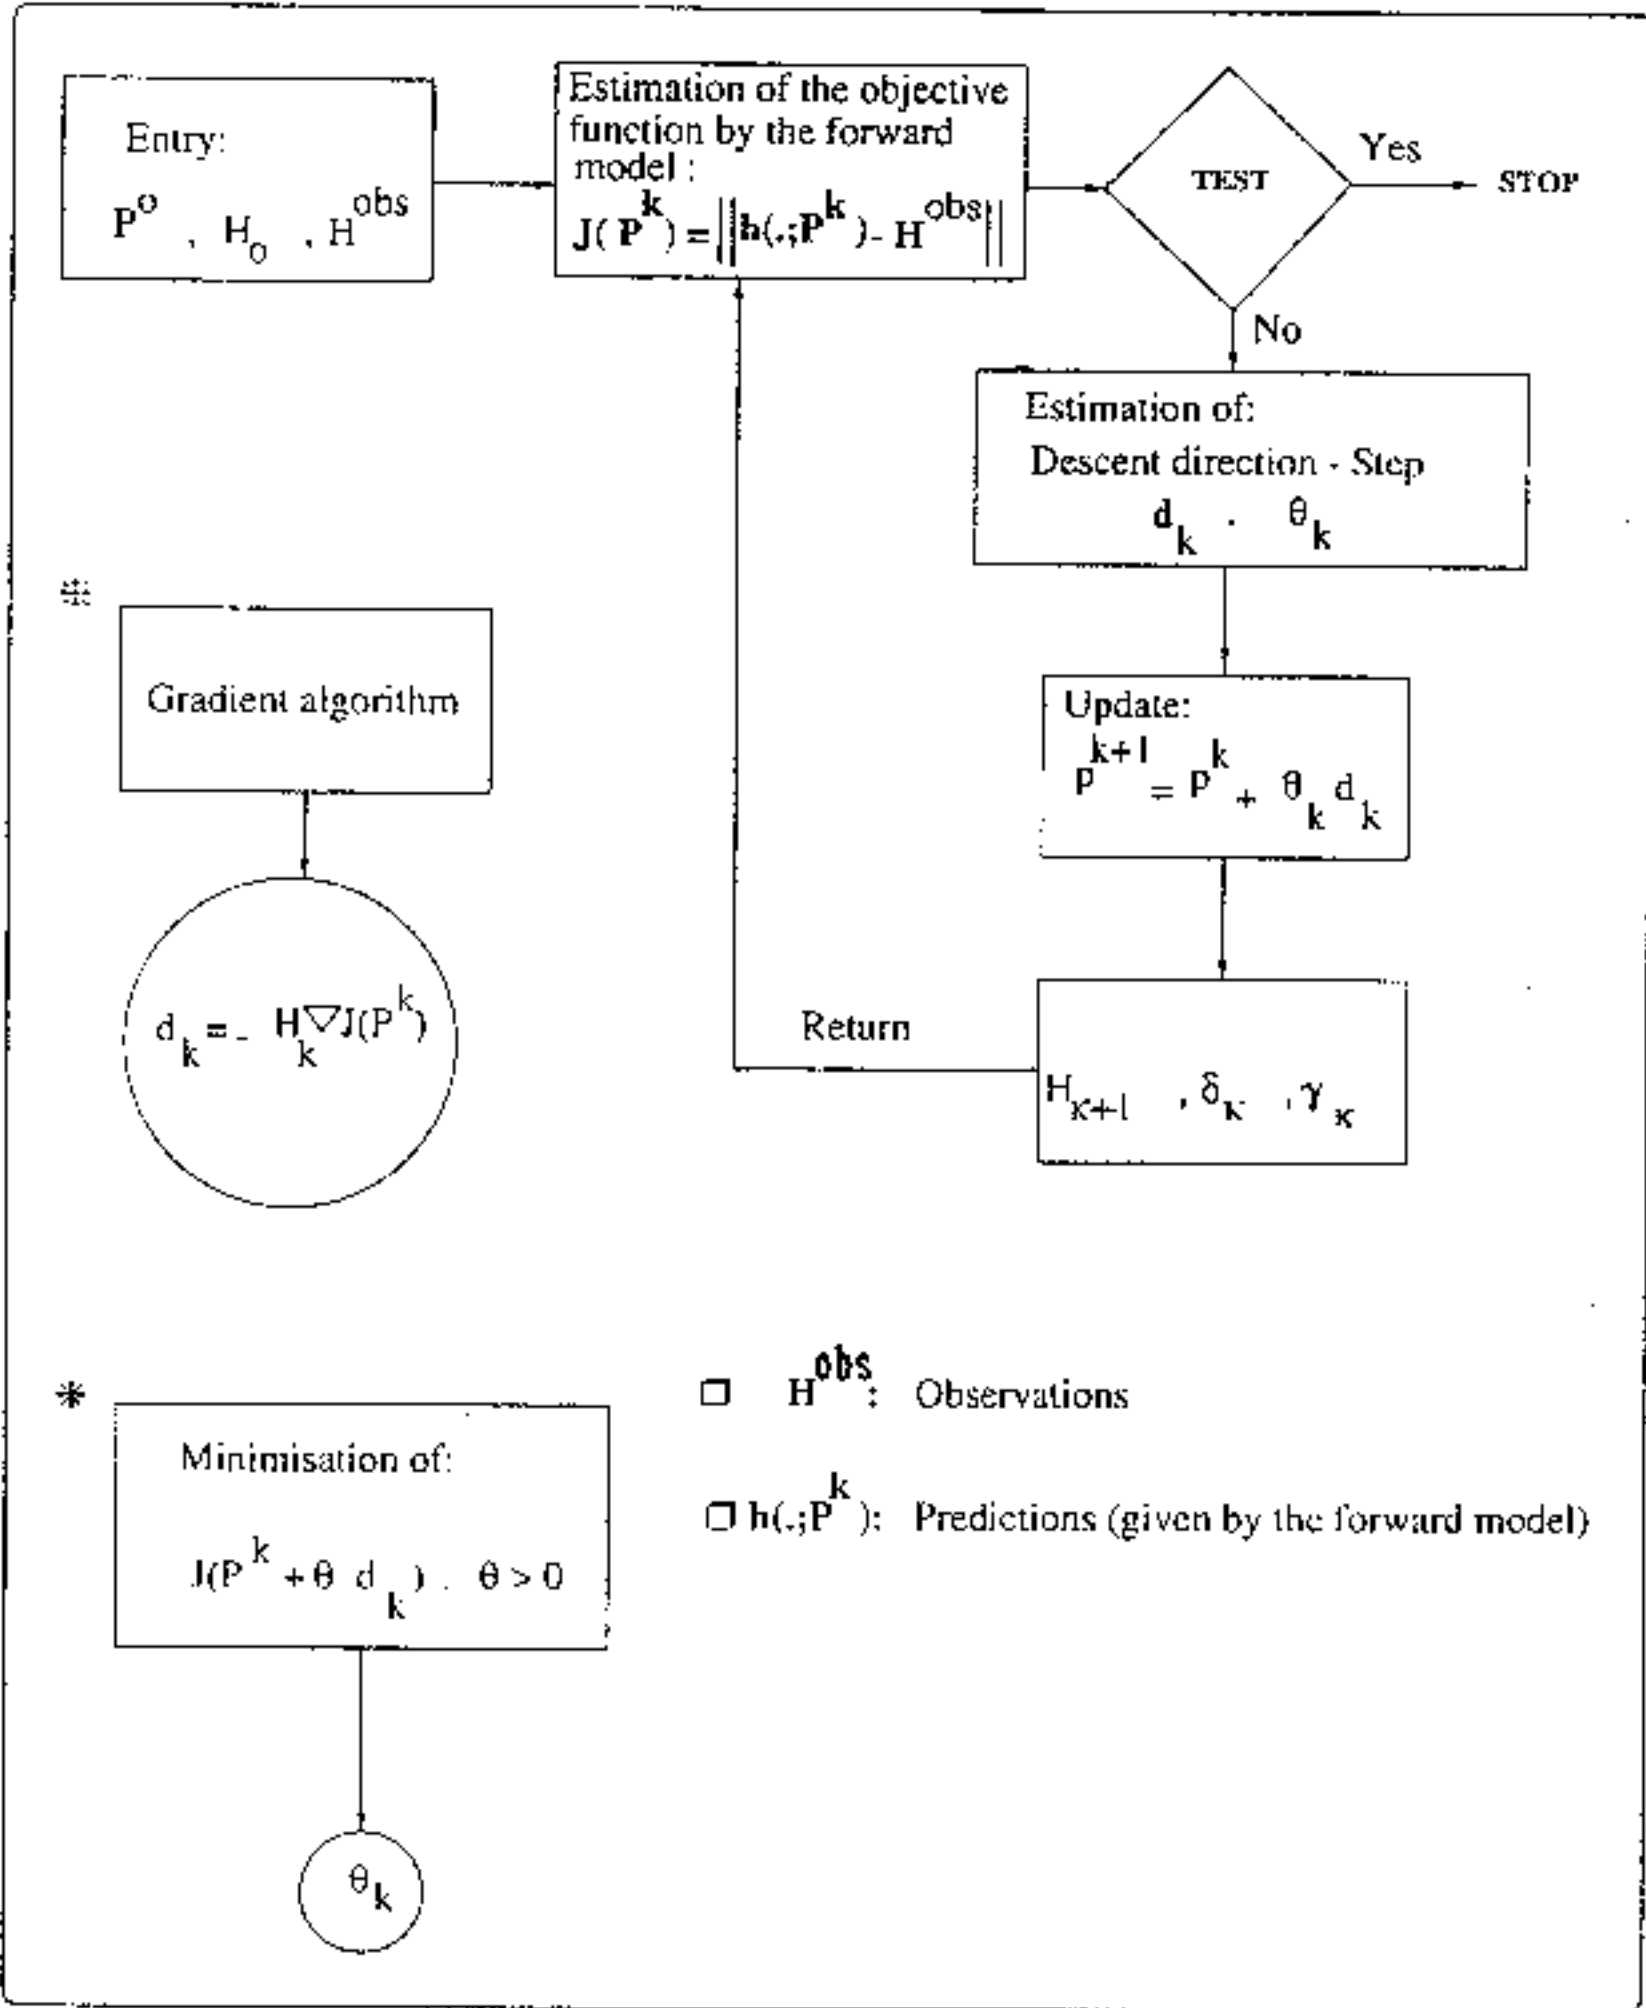 Entry:
P^o , H_o , H^obs
Estimation of the objective
function by the forward
model :
J( P^k ) = ||h(.;P^k )- H^obs||
TEST
Yes
STOP
No
Estimation of:
Descent direction - Step
d_k . θ_k
Update:
P^k+1 = P^k + θ_k d_k
H_K+1 , δ_K , γ_K
Return
Gradient algorithm
d_k = - H_k ▽J(P^k)
*
Minimisation of:
J(P^k + θ d_k ) . θ > 0
θ_k
H^obs : Observations
h(.;P^k ): Predictions (given by the forward model)